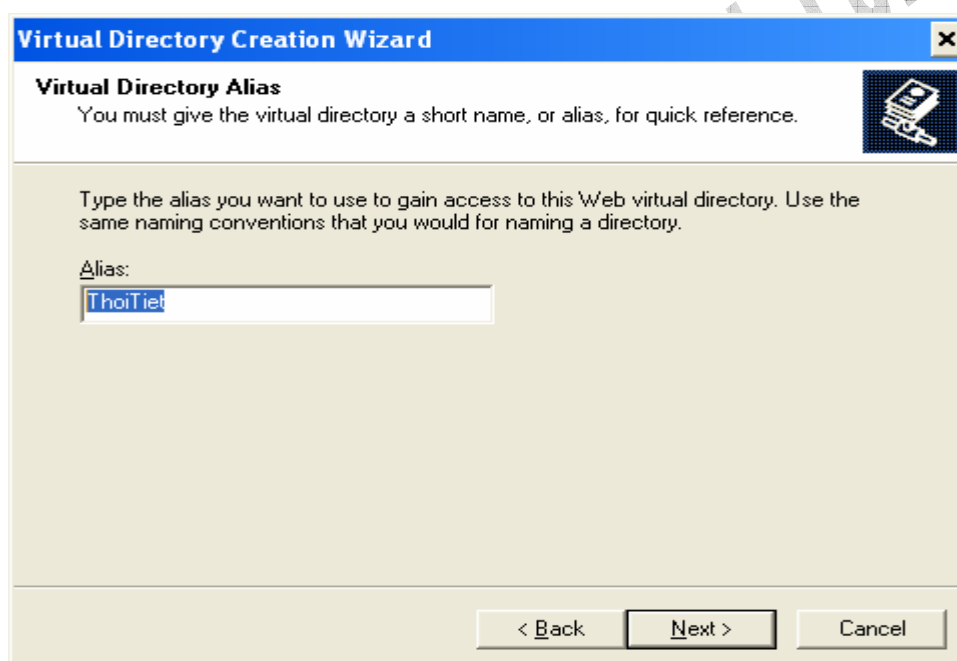 Virtual Directory Creation Wizard
Virtual Directory Alias
You must give the virtual directory a short name, or alias, for quick reference.
Type the alias you want to use to gain access to this Web virtual directory. Use the
same naming conventions that you would for naming a directory.
Alias:
ThoiTiet
< Back Next > Cancel